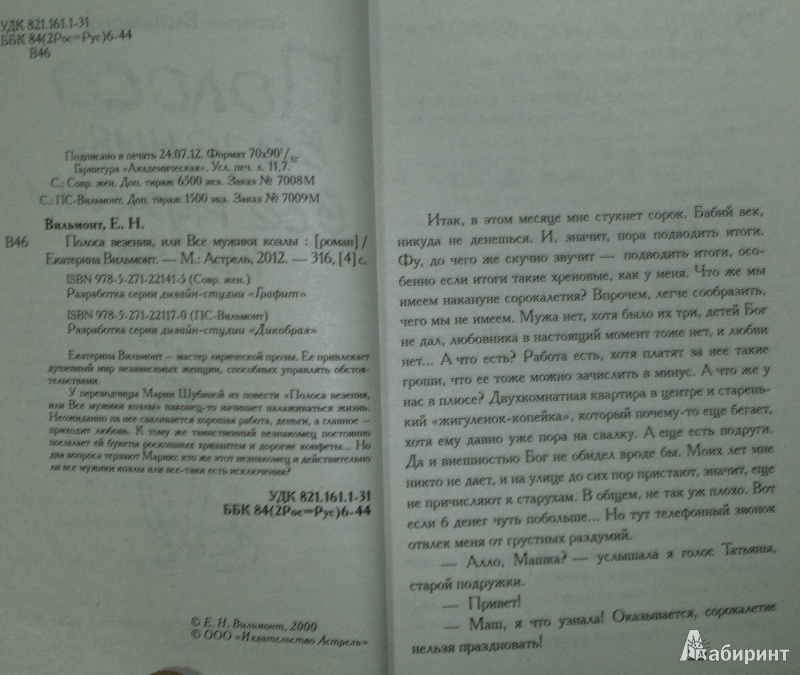 УДК 821.161.1-31
ББК 84(2Рос=Рус)6-44
В46
Подписано в печать 24.07.12. Формат 70х90 1/32.
Гарнитура «Академическая». Усл. печ. л. 11,7.
С.: Совр. жен. Доп. тираж 6500 экз. Заказ № 7008М
С.: ПС-Вильмонт. Доп. тираж 1500 экз. Заказ № 7009М
Вильмонт, Е. Н.
В46 Полоса везения, или Все мужики козлы : [роман] /
Екатерина Вильмонт. — М.: Астрель, 2012. — 316, [4] с.
ISBN 978-5-271-22141-5 (Совр. жен.)
Разработка серии дизайн-студии «Графит»
ISBN 978-5-271-22117-0 (ПС-Вильмонт)
Разработка серии дизайн-студии «Дикобраз»
Екатерина Вильмонт — мастер лирической прозы. Ее привлекает
душевный мир независимых женщин, способных управлять обсто-
ятельствами.
У переводчицы Марии Шубиной из повести «Полоса везения,
или Все мужики козлы» наконец-то начинает налаживаться жизнь.
Неожиданно на нее сваливается хорошая работа, деньги, а главное —
приходит любовь. К тому же таинственный незнакомец постоянно
посылает ей букеты роскошных хризантем и дорогие конфеты... Но
два вопроса терзают Марию: кто же этот незнакомец и действительно
ли все мужики козлы или все-таки есть исключения?
УДК 821.161.1-31
ББК 84(2Рос=Рус)6-44
© Е. Н. Вильмонт, 2000
© ООО «Издательство Астрель»
Итак, в этом месяце мне стукнет сорок. Бабий век,
никуда не денешься. И, значит, пора подводить итоги.
Фу, до чего же скучно звучит — подводить итоги, осо-
бенно если итоги такие хреновые, как у меня. Что же мы
имеем накануне сорокалетия? Впрочем, легче сообразить,
чего мы не имеем. Мужа нет, хотя было их три, детей Бог
не дал, любовника в настоящий момент тоже нет, и любви
нет... А что есть? Работа есть, хотя платят за нее такие
гроши, что ее тоже можно зачислить в минус. А что же у
нас в плюсе? Двухкомнатная квартира в центре и старень-
кий «жигуленок-копейка», который почему-то еще бегает,
хотя ему давно уже пора на свалку. А еще есть подруги.
Да и внешностью Бог не обидел вроде бы. Моих лет мне
никто не дает, и на улице до сих пор пристают, значит, еще
не причисляют к старухам. В общем, не так уж плохо. Вот
если б денег чуть побольше... Но тут телефонный звонок
отвлек меня от грустных раздумий.
— Алло, Машка? — услышала я голос Татьяны,
старой подружки.
— Привет!
— Маш, я что узнала! Оказывается, сорокалетие
нельзя праздновать!
Лабиринт